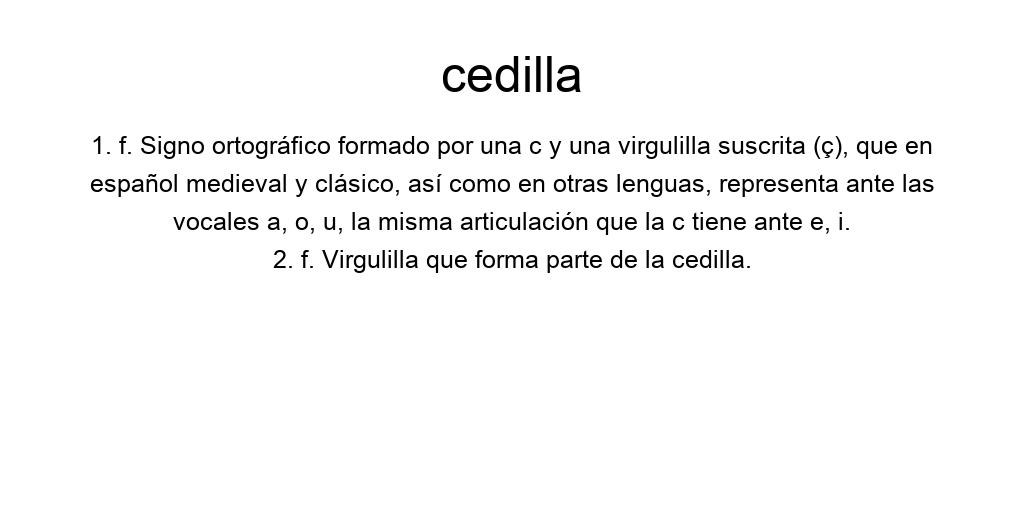 cedilla
1. f. Signo ortográfico formado por una c y una virgulilla suscrita (ç), que en
español medieval y clásico, así como en otras lenguas, representa ante las
vocales a, o, u, la misma articulación que la c tiene ante e, i.
2. f. Virgulilla que forma parte de la cedilla.